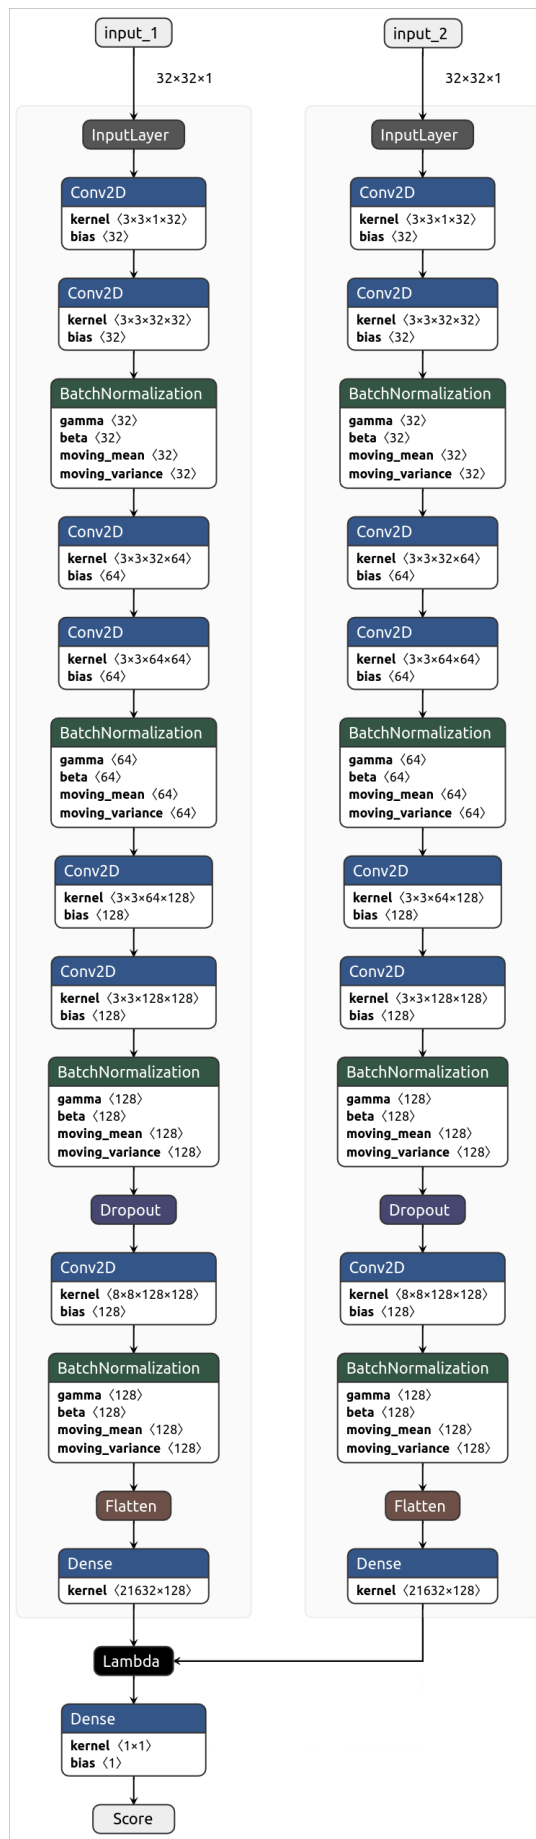 input_1
32×32×1
InputLayer
Conv2D
kernel 〈3×3×1×32〉
bias 〈32〉
Conv2D
kernel 〈3×3×32×32〉
bias 〈32〉
BatchNormalization
gamma 〈32〉
beta 〈32〉
moving_mean 〈32〉
moving_variance 〈32〉
Conv2D
kernel 〈3×3×32×64〉
bias 〈64〉
Conv2D
kernel 〈3×3×64×64〉
bias 〈64〉
BatchNormalization
gamma 〈64〉
beta 〈64〉
moving_mean 〈64〉
moving_variance 〈64〉
Conv2D
kernel 〈3×3×64×128〉
bias 〈128〉
Conv2D
kernel 〈3×3×128×128〉
bias 〈128〉
BatchNormalization
gamma 〈128〉
beta 〈128〉
moving_mean 〈128〉
moving_variance 〈128〉
Dropout
Conv2D
kernel 〈8×8×128×128〉
bias 〈128〉
BatchNormalization
gamma 〈128〉
beta 〈128〉
moving_mean 〈128〉
moving_variance 〈128〉
Flatten
Dense
kernel 〈21632×128〉
input_2
32×32×1
InputLayer
Conv2D
kernel 〈3×3×1×32〉
bias 〈32〉
Conv2D
kernel 〈3×3×32×32〉
bias 〈32〉
BatchNormalization
gamma 〈32〉
beta 〈32〉
moving_mean 〈32〉
moving_variance 〈32〉
Conv2D
kernel 〈3×3×32×64〉
bias 〈64〉
Conv2D
kernel 〈3×3×64×64〉
bias 〈64〉
BatchNormalization
gamma 〈64〉
beta 〈64〉
moving_mean 〈64〉
moving_variance 〈64〉
Conv2D
kernel 〈3×3×64×128〉
bias 〈128〉
Conv2D
kernel 〈3×3×128×128〉
bias 〈128〉
BatchNormalization
gamma 〈128〉
beta 〈128〉
moving_mean 〈128〉
moving_variance 〈128〉
Dropout
Conv2D
kernel 〈8×8×128×128〉
bias 〈128〉
BatchNormalization
gamma 〈128〉
beta 〈128〉
moving_mean 〈128〉
moving_variance 〈128〉
Flatten
Dense
kernel 〈21632×128〉
Lambda
Dense
kernel 〈1×1〉
bias 〈1〉
Score